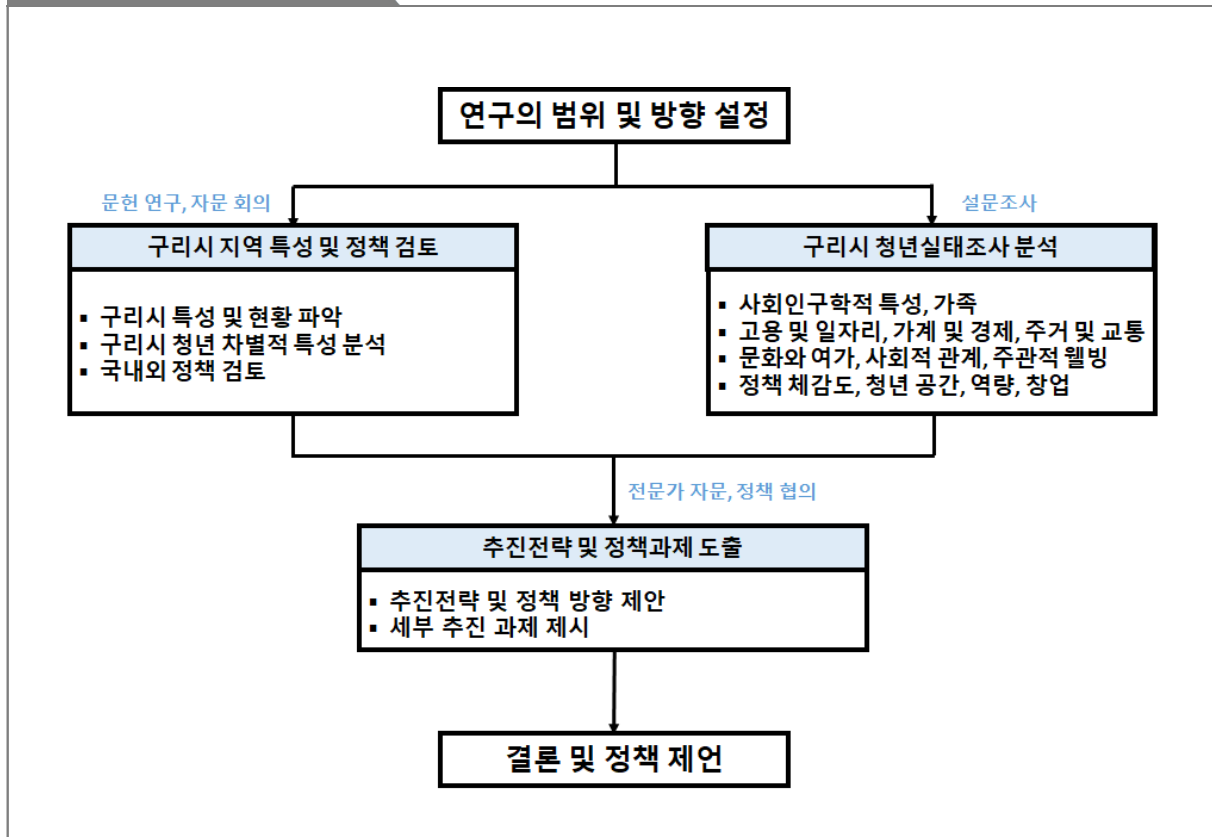 연구의 범위 및 방향 설정
문헌 연구, 자문 회의
설문조사
구리시 지역 특성 및 정책 검토
▪ 구리시 특성 및 현황 파악
▪ 구리시 청년 차별적 특성 분석
▪ 국내외 정책 검토
구리시 청년실태조사 분석
▪ 사회인구학적 특성, 가족
▪ 고용 및 일자리, 가계 및 경제, 주거 및 교통
▪ 문화와 여가, 사회적 관계, 주관적 웰빙
▪ 정책 체감도, 청년 공간, 역량, 창업
전문가 자문, 정책 협의
추진전략 및 정책과제 도출
▪ 추진전략 및 정책 방향 제안
▪ 세부 추진 과제 제시
결론 및 정책 제언